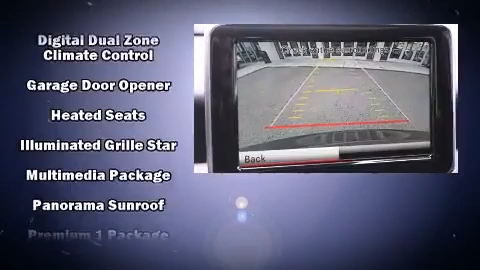 Digital Dual Zone
Climate Control
Garage Door Opener
Heated Seats
Illuminated Grille Star
Multimedia Package
Panorama Sunroof
Premium 1 Package
Back